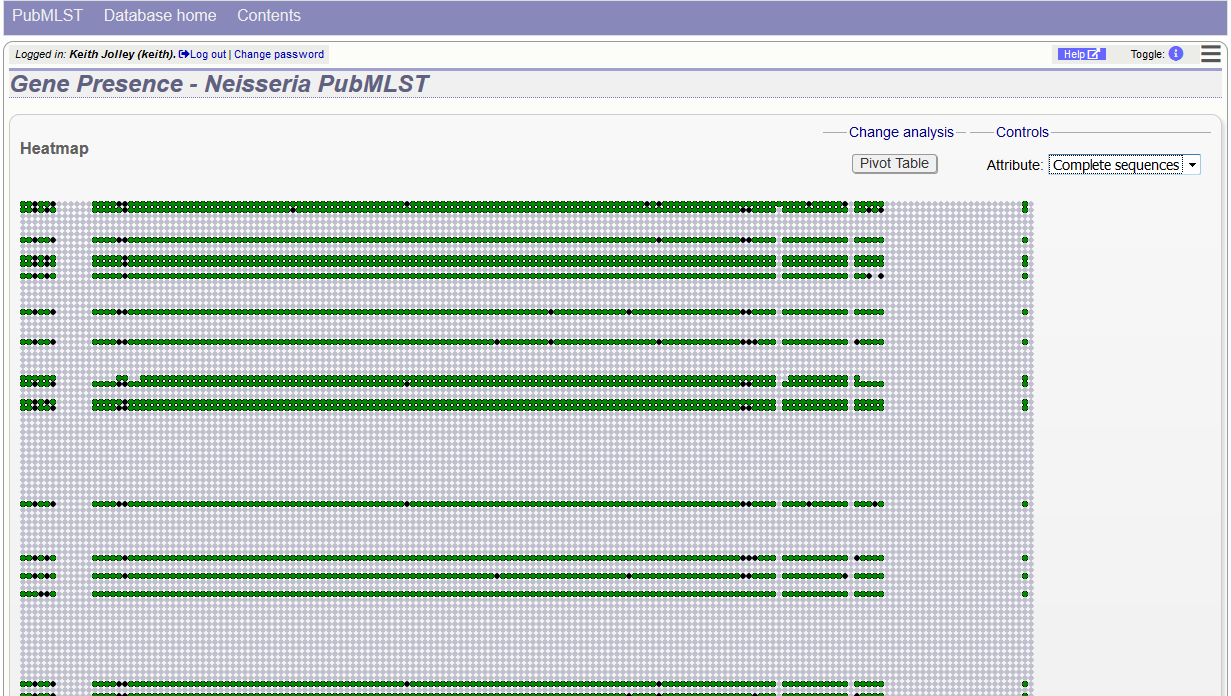 PubMLST Database home Contents
Logged in: Keith Jolley (keith). Log out | Change password Help Toggle: i
Gene Presence - Neisseria PubMLST
Change analysis Controls
Heatmap
Pivot Table Attribute: Complete sequences